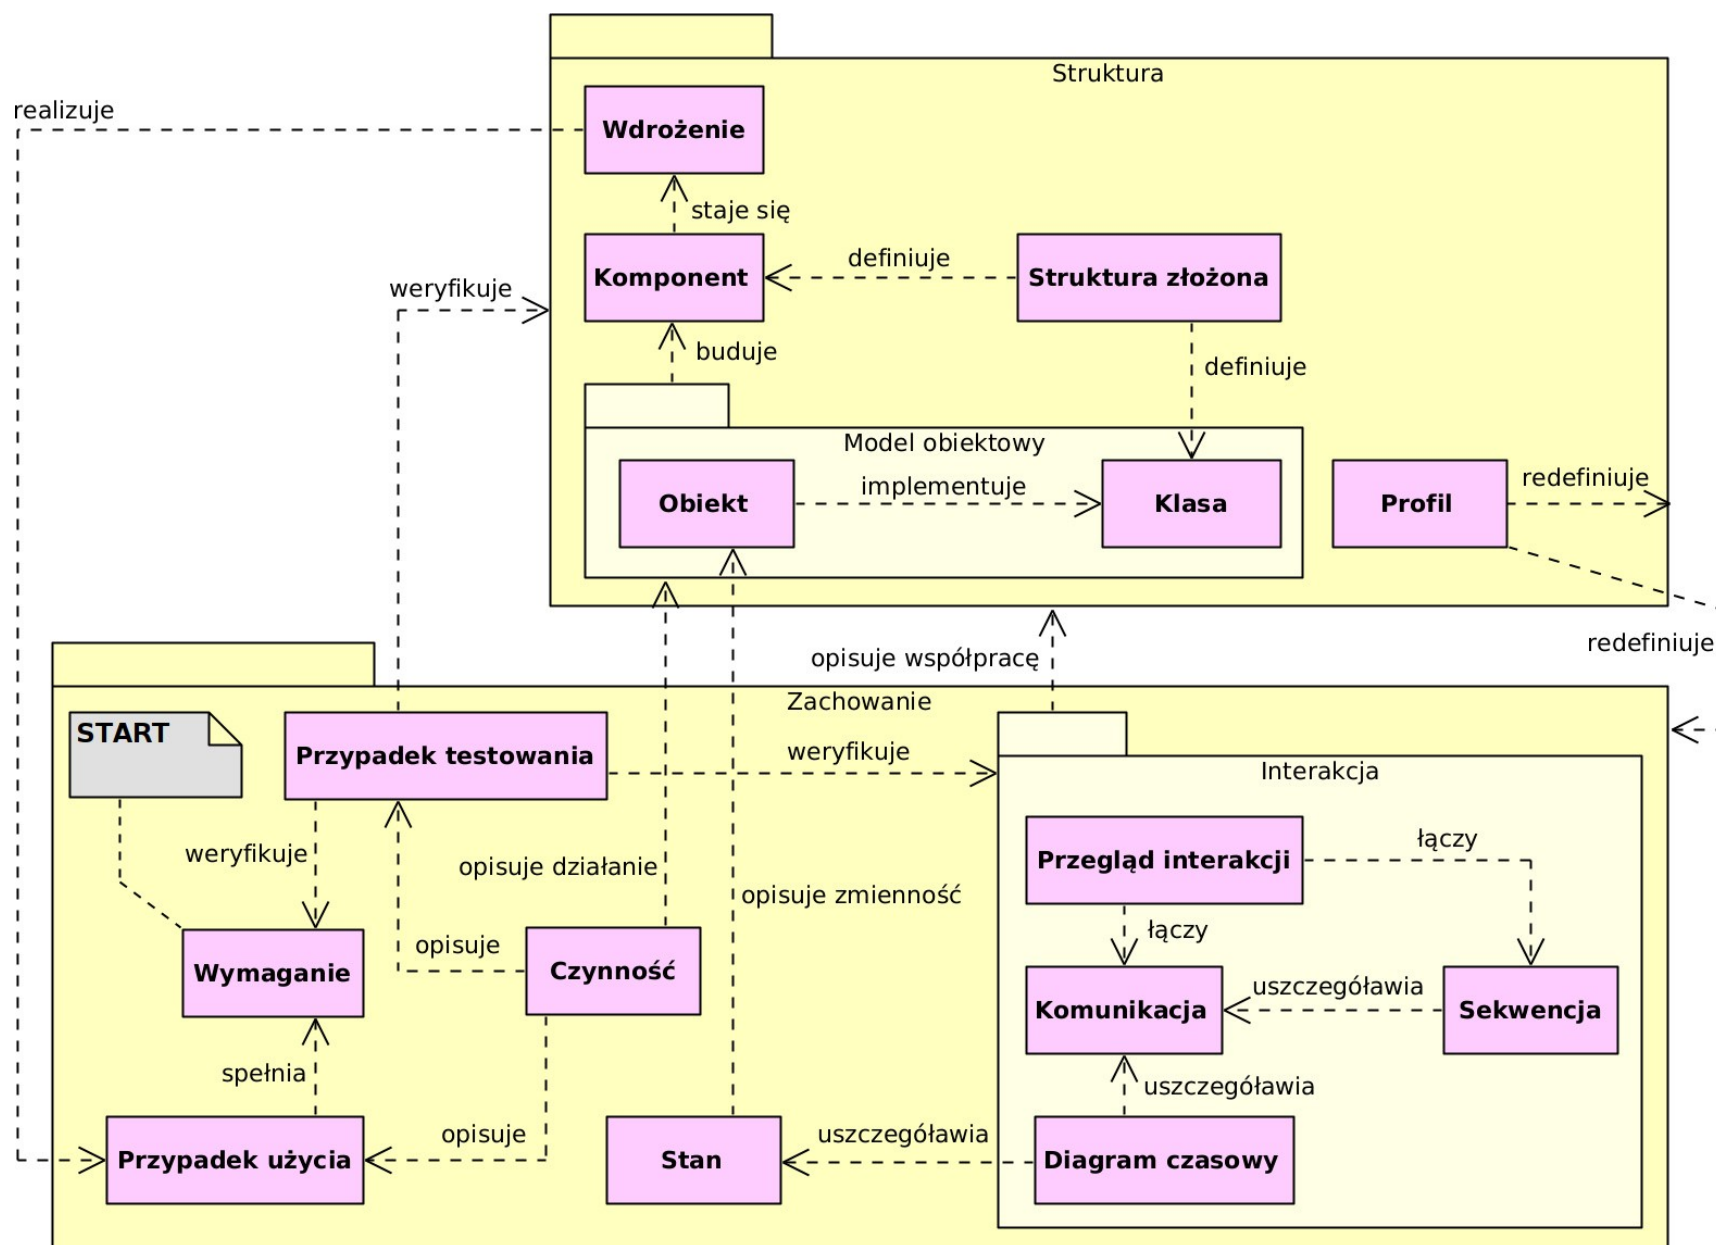 Struktura
realizuje
Wdrożenie
staje się
Komponent
definiuje
Struktura złożona
weryfikuje
buduje
definiuje
Model obiektowy
Obiekt
implementuje
Klasa
Profil
redefiniuje
opisuje współpracę
redefiniuje
Zachowanie
START
Przypadek testowania
weryfikuje
Interakcja
weryfikuje
opisuje działanie
opisuje zmienność
Przegląd interakcji
łączy
łączy
Wymaganie
opisuje
Czynność
Komunikacja
uszczegóławia
Sekwencja
spełnia
uszczegóławia
Przypadek użycia
opisuje
Stan
uszczegóławia
Diagram czasowy